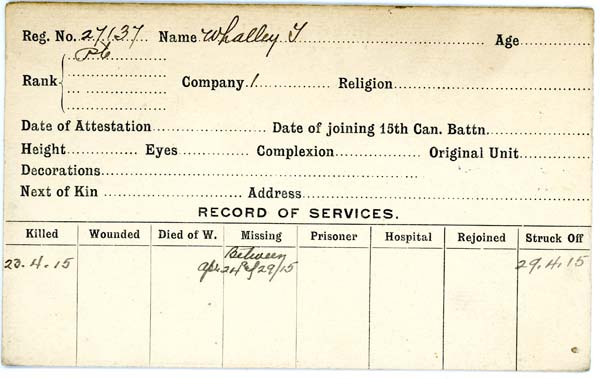 Reg. No. 27137 Name Whalley T Age
Rank Pte Company 1 Religion
Date of Attestation Date of joining 15th Can. Battn.
Height Eyes Complexion Original Unit
Decorations
Next of Kin Address
RECORD OF SERVICES.
Killed Wounded Died of W. Missing Prisoner Hospital Rejoined Struck Off
23.4.15 between 29.4.15
Apr. 24 & 29/15